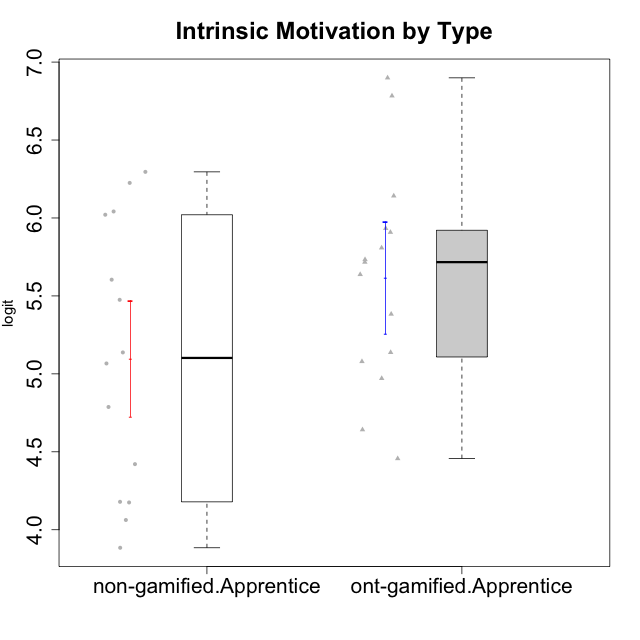 Intrinsic Motivation by Type
7.0
6.5
6.0
5.5
5.0
4.5
4.0
logit
non-gamified.Apprentice
ont-gamified.Apprentice